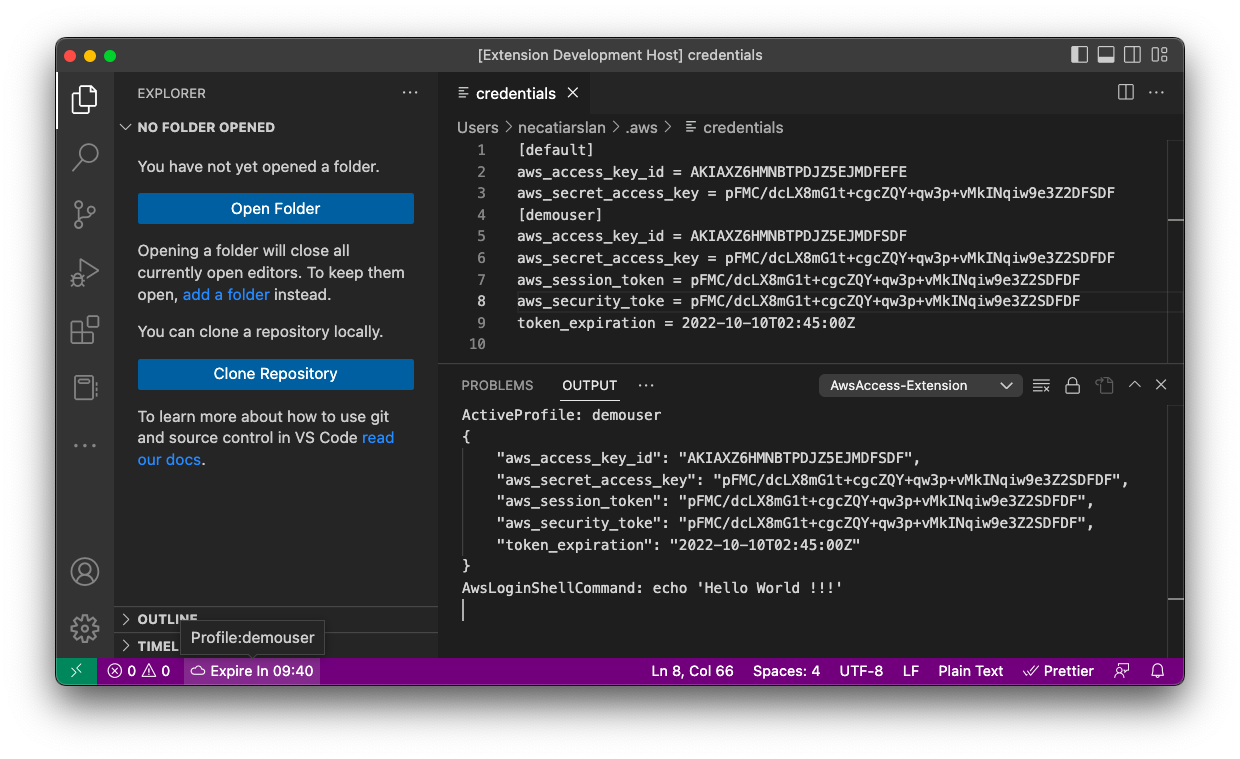 [Extension Development Host] credentials
EXPLORER
NO FOLDER OPENED
You have not yet opened a folder.
Open Folder
Opening a folder will close all
currently open editors. To keep them
open, add a folder instead.
You can clone a repository locally.
Clone Repository
To learn more about how to use git
and source control in VS Code read
our docs.
OUTLINE
TIMEL
Profile:demouser
credentials
Users > necatiarslan > .aws > credentials
1 [default]
2 aws_access_key_id = AKIAXZ6HMNBTPDJZ5EJMDFEFE
3 aws_secret_access_key = pFMC/dcLX8mG1t+cgcZQY+qw3p+vMkINqiw9e3Z2DFSDF
4 [demouser]
5 aws_access_key_id = AKIAXZ6HMNBTPDJZ5EJMDFSDF
6 aws_secret_access_key = pFMC/dcLX8mG1t+cgcZQY+qw3p+vMkINqiw9e3Z2SDFDF
7 aws_session_token = pFMC/dcLX8mG1t+cgcZQY+qw3p+vMkINqiw9e3Z2SDFDF
8 aws_security_toke = pFMC/dcLX8mG1t+cgcZQY+qw3p+vMkINqiw9e3Z2SDFDF
9 token_expiration = 2022-10-10T02:45:00Z
10
PROBLEMS OUTPUT AwsAccess-Extension
ActiveProfile: demouser
{
"aws_access_key_id": "AKIAXZ6HMNBTPDJZ5EJMDFSDF",
"aws_secret_access_key": "pFMC/dcLX8mG1t+cgcZQY+qw3p+vMkINqiw9e3Z2SDFDF",
"aws_session_token": "pFMC/dcLX8mG1t+cgcZQY+qw3p+vMkINqiw9e3Z2SDFDF",
"aws_security_toke": "pFMC/dcLX8mG1t+cgcZQY+qw3p+vMkINqiw9e3Z2SDFDF",
"token_expiration": "2022-10-10T02:45:00Z"
}
AwsLoginShellCommand: echo 'Hello World !!!'
0 0 Expire In 09:40 Ln 8, Col 66 Spaces: 4 UTF-8 LF Plain Text Prettier